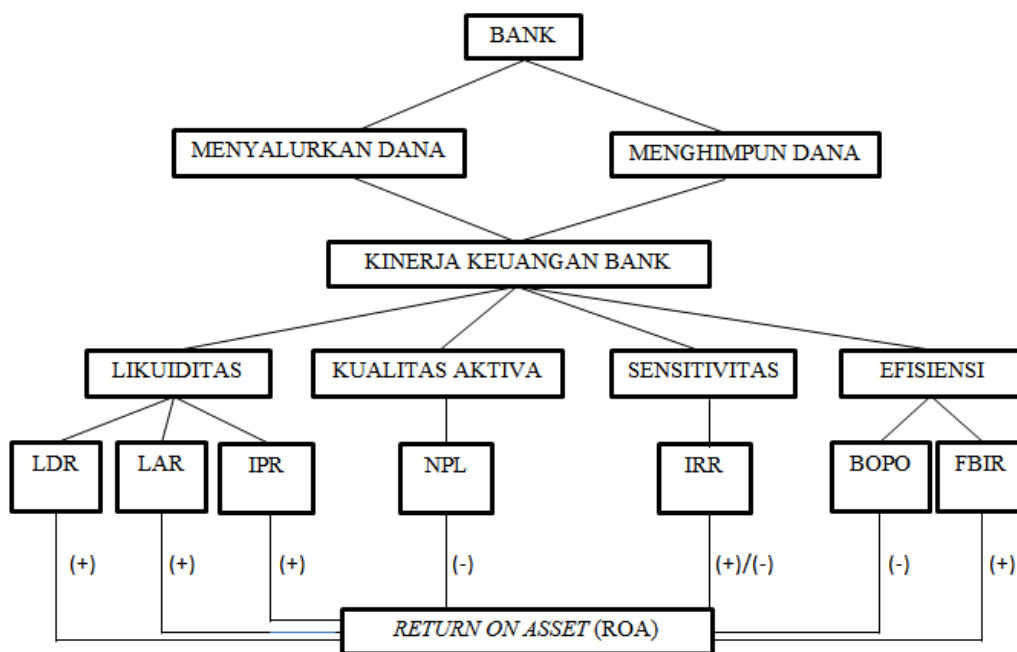 BANK
MENYALURKAN DANA
MENGHIMPUN DANA
KINERJA KEUANGAN BANK
LIKUIDITAS
KUALITAS AKTIVA
SENSITIVITAS
EFISIENSI
LDR
LAR
IPR
NPL
IRR
BOPO
FBIR
(+)
(+)
(+)
(-)
(+)/(-)
(-)
(+)
RETURN ON ASSET (ROA)